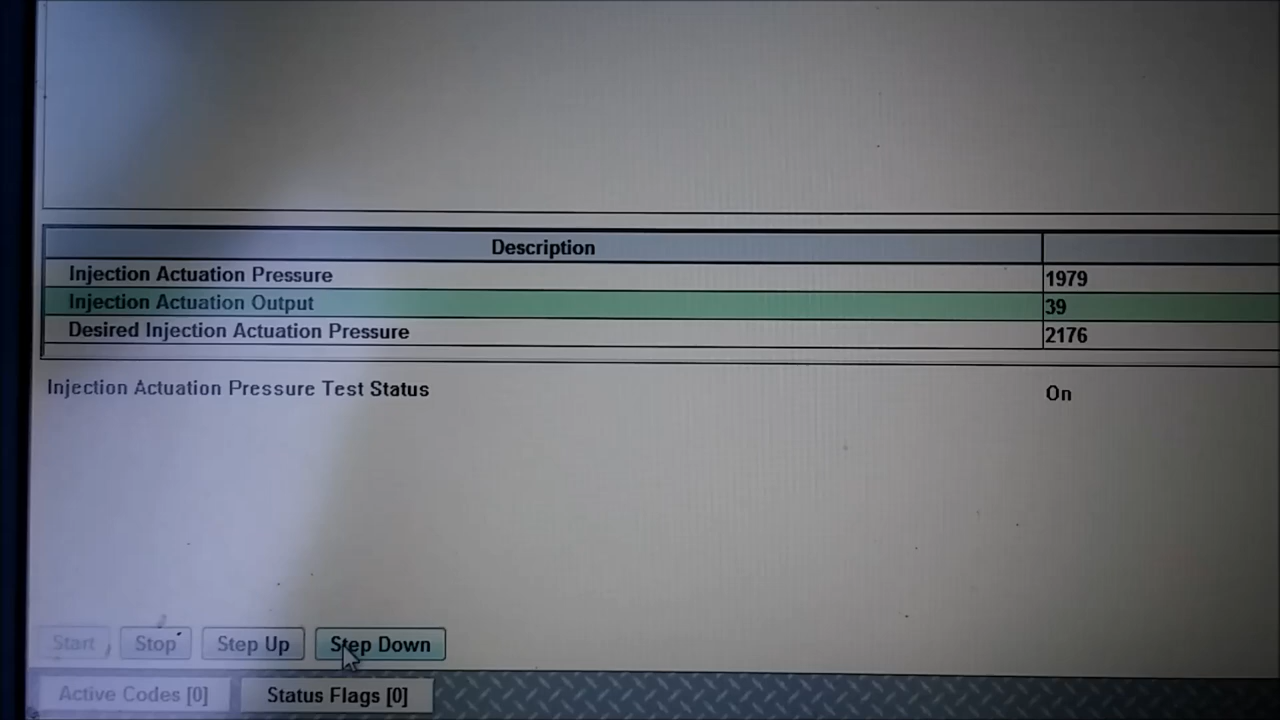 Description
Injection Actuation Pressure 1979
Injection Actuation Output 39
Desired Injection Actuation Pressure 2176
Injection Actuation Pressure Test Status On
Start Stop Step Up Step Down
Active Codes [0] Status Flags [0]